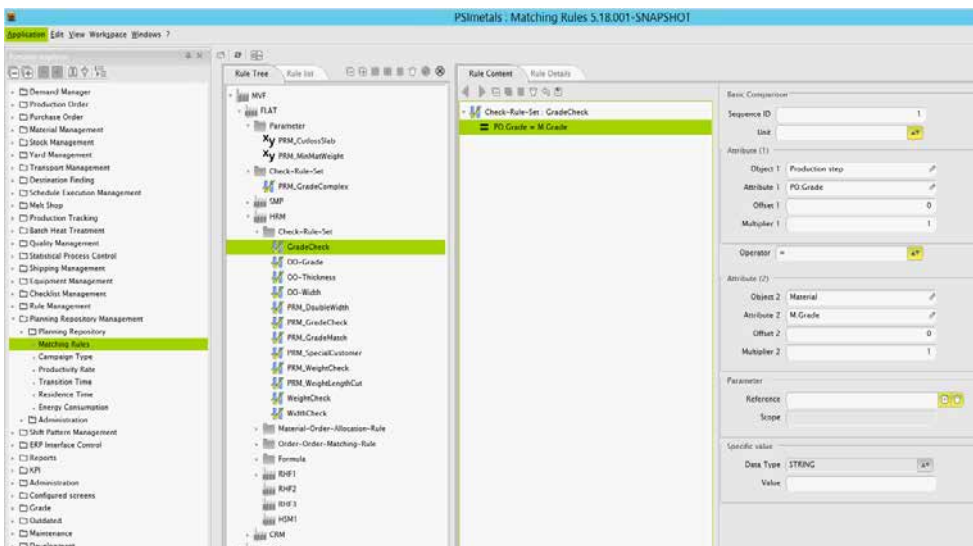 PSImetals : Matching Rules 5.18.001-SNAPSHOT
Application Edit View Workspace Windows ?
Rule Tree Rule list
Rule Content Rule Details
Demand Manager
Production Order
Purchase Order
Material Management
Stock Management
Yard Management
Transport Management
Destination Finding
Schedule Execution Management
Melt Shop
Production Tracking
Batch Heat Treatment
Quality Management
Statistical Process Control
Shipping Management
Equipment Management
Checklist Management
Rule Management
Planning Repository Management
Planning Repository
Matching Rules
Campaign Type
Productivity Rate
Transition Time
Residence Time
Energy Consumption
Administration
Shift Pattern Management
ERP Interface Control
Reports
KPI
Administration
Configured screens
Grade
Outdated
Maintenance
Development
MVF
FLAT
Parameter
XY PRM_CutlossSlab
XY PRM_MinMatWeight
Check-Rule-Set
PRM_GradeComplex
SMP
HRM
Check-Rule-Set
GradeCheck
OO-Grade
OO-Thickness
OO-Width
PRM_DoubleWidth
PRM_GradeCheck
PRM_GradeMatch
PRM_SpecialCustomer
PRM_WeightCheck
PRM_WeightLengthCut
WeightCheck
WidthCheck
Material-Order-Allocation-Rule
Order-Order-Matching-Rule
Formula
RHF1
RHF2
RHF3
HSM1
CRM
Check-Rule-Set : GradeCheck
PO.Grade = M.Grade
Basic Comparison
Sequence ID 1
Unit
Attribute (1)
Object 1 Production step
Attribute 1 PO.Grade
Offset 1 0
Multiplier 1 1
Operator =
Attribute (2)
Object 2 Material
Attribute 2 M.Grade
Offset 2 0
Multiplier 2 1
Parameter
Reference
Scope
Specific value
Data Type STRING
Value